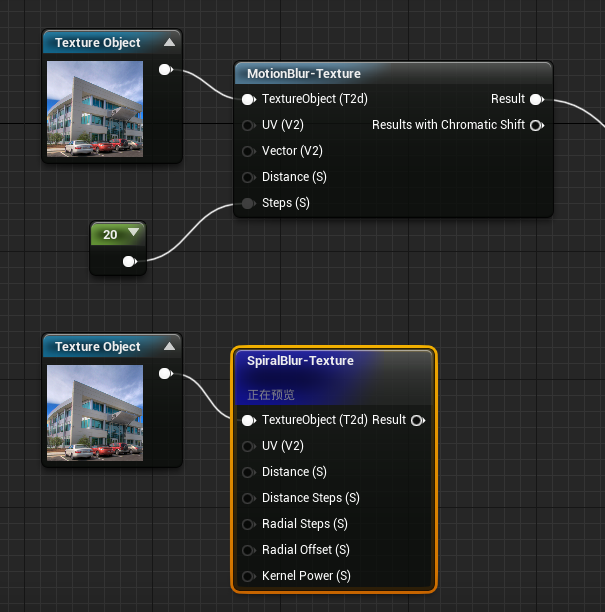 Texture Object
MotionBlur-Texture
TextureObject (T2d) Result
UV (V2) Results with Chromatic Shift
Vector (V2)
Distance (S)
Steps (S)
20
Texture Object
SpiralBlur-Texture
正在预览
TextureObject (T2d) Result
UV (V2)
Distance (S)
Distance Steps (S)
Radial Steps (S)
Radial Offset (S)
Kernel Power (S)